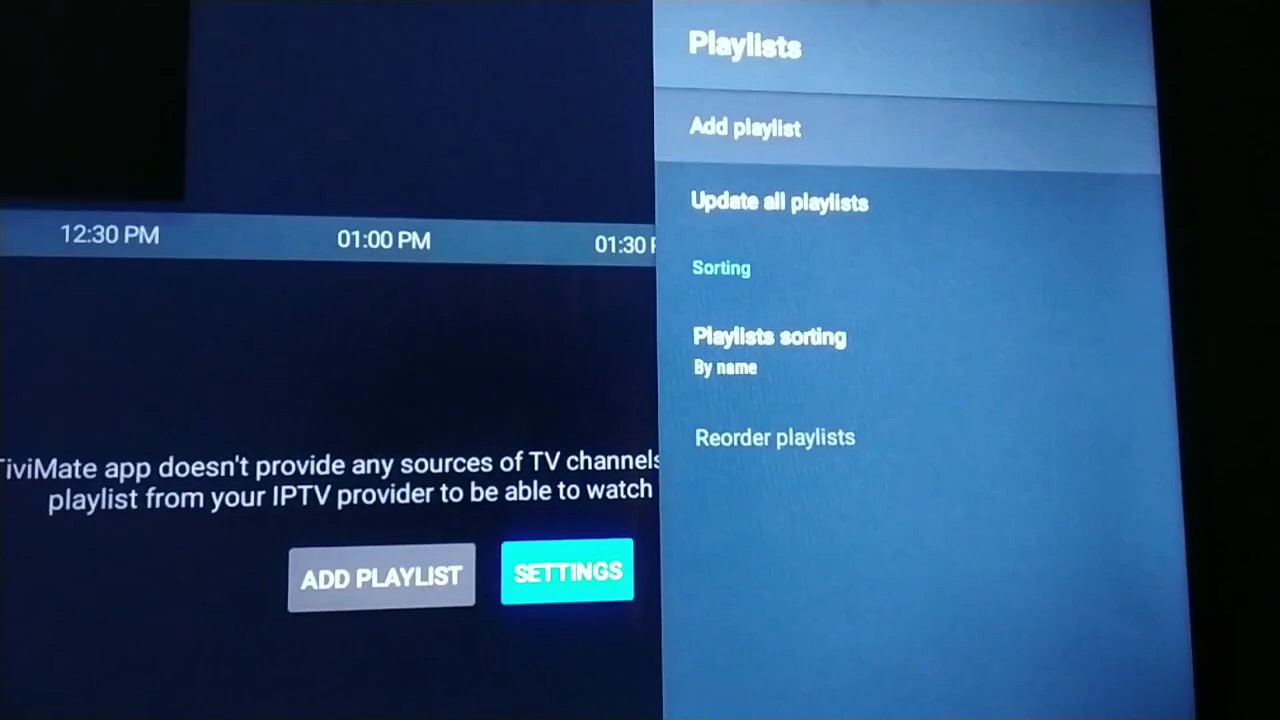 Playlists
Add playlist
Update all playlists
Sorting
Playlists sorting
By name
Reorder playlists
12:30 PM
01:00 PM
01:30
iviMate app doesn't provide any sources of TV channels
playlist from your IPTV provider to be able to watch
ADD PLAYLIST
SETTINGS